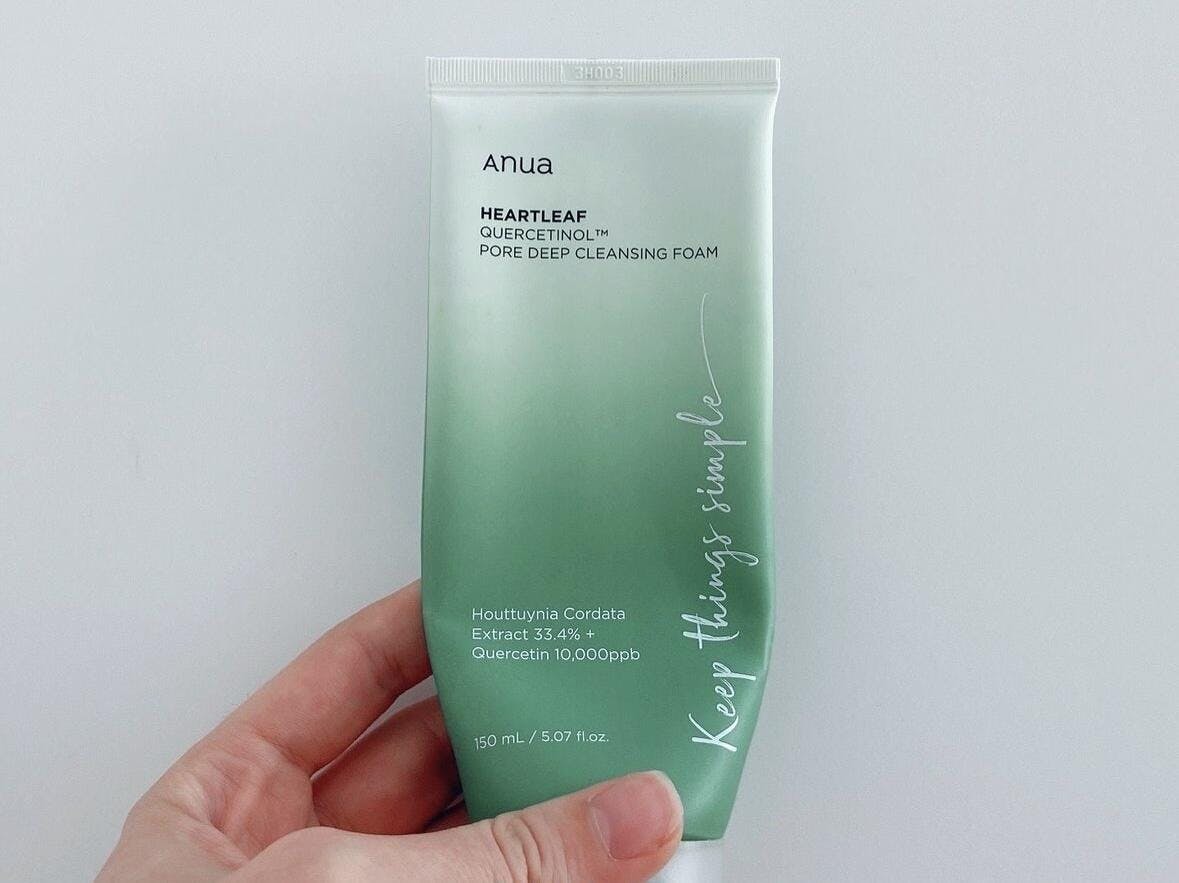 3H003
Anua
HEARTLEAF
QUERCETINOL™
PORE DEEP CLEANSING FOAM
Keep things simple
Houttuynia Cordata
Extract 33.4% +
Quercetin 10,000ppb
150 mL / 5.07 fl.oz.